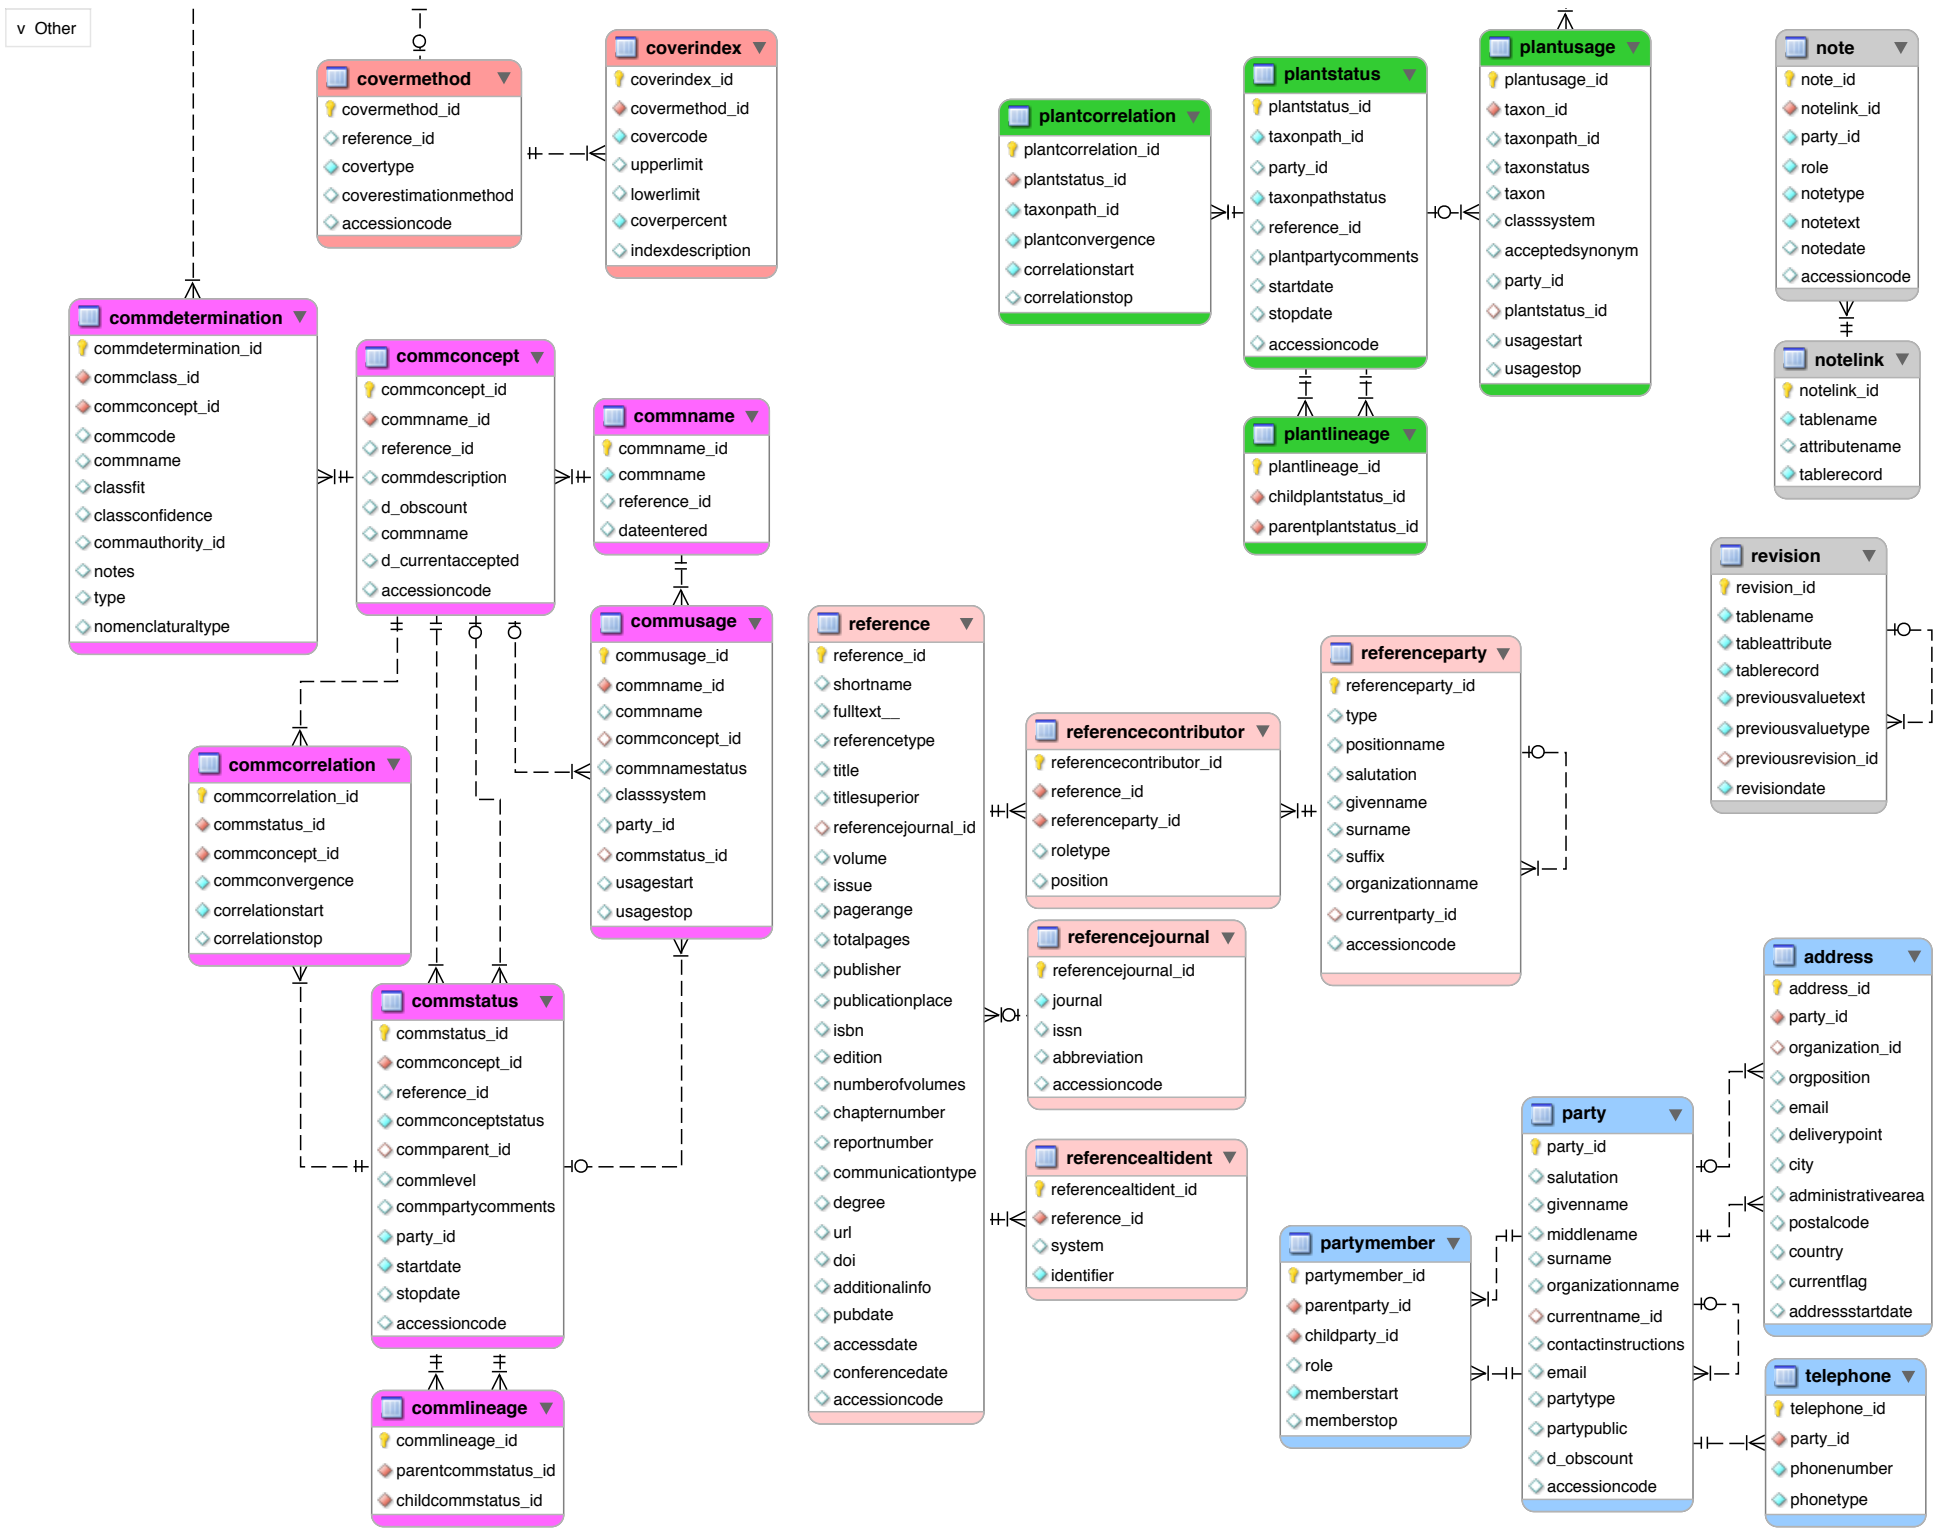 v Other
covermethod
covermethod_id
reference_id
covertype
coverestimationmethod
accessioncode
coverindex
coverindex_id
covermethod_id
covercode
upperlimit
lowerlimit
coverpercent
indexdescription
plantcorrelation
plantcorrelation_id
plantstatus_id
taxonpath_id
plantconvergence
correlationstart
correlationstop
plantstatus
plantstatus_id
taxonpath_id
party_id
taxonpathstatus
reference_id
plantpartycomments
startdate
stopdate
accessioncode
plantusage
plantusage_id
taxon_id
taxonpath_id
taxonstatus
taxon
classsystem
acceptedsynonym
party_id
plantstatus_id
usagestart
usagestop
note
note_id
notelink_id
party_id
role
notetype
notetext
notedate
accessioncode
notelink
notelink_id
tablename
attributename
tablerecord
plantlineage
plantlineage_id
childplantstatus_id
parentplantstatus_id
commdetermination
commdetermination_id
commclass_id
commconcept_id
commcode
commname
classfit
classconfidence
commauthority_id
notes
type
nomenclaturaltype
commconcept
commconcept_id
commname_id
reference_id
commdescription
d_obscount
commname
d_currentaccepted
accessioncode
commname
commname_id
commname
reference_id
dateentered
commusage
commusage_id
commname_id
commname
commconcept_id
commnamestatus
classsystem
party_id
commstatus_id
usagestart
usagestop
commcorrelation
commcorrelation_id
commstatus_id
commconcept_id
commconvergence
correlationstart
correlationstop
commstatus
commstatus_id
commconcept_id
reference_id
commconceptstatus
commparent_id
commlevel
commpartycomments
party_id
startdate
stopdate
accessioncode
commlineage
commlineage_id
parentcommstatus_id
childcommstatus_id
reference
reference_id
shortname
fulltext__
referencetype
title
titlesuperior
referencejournal_id
volume
issue
pagerange
totalpages
publisher
publicationplace
isbn
edition
numberofvolumes
chapternumber
reportnumber
communicationtype
degree
url
doi
additionalinfo
pubdate
accessdate
conferencedate
accessioncode
referencecontributor
referencecontributor_id
reference_id
referenceparty_id
roletype
position
referencejournal
referencejournal_id
journal
issn
abbreviation
accessioncode
referencealtident
referencealtident_id
reference_id
system
identifier
referenceparty
referenceparty_id
type
positionname
salutation
givenname
surname
suffix
organizationname
currentparty_id
accessioncode
revision
revision_id
tablename
tableattribute
tablerecord
previousvaluetext
previousvaluetype
previousrevision_id
revisiondate
partymember
partymember_id
parentparty_id
childparty_id
role
memberstart
memberstop
party
party_id
salutation
givenname
middlename
surname
organizationname
currentname_id
contactinstructions
email
partytype
partypublic
d_obscount
accessioncode
address
address_id
party_id
organization_id
orgposition
email
deliverypoint
city
administrativearea
postalcode
country
currentflag
addressstartdate
telephone
telephone_id
party_id
phonenumber
phonetype